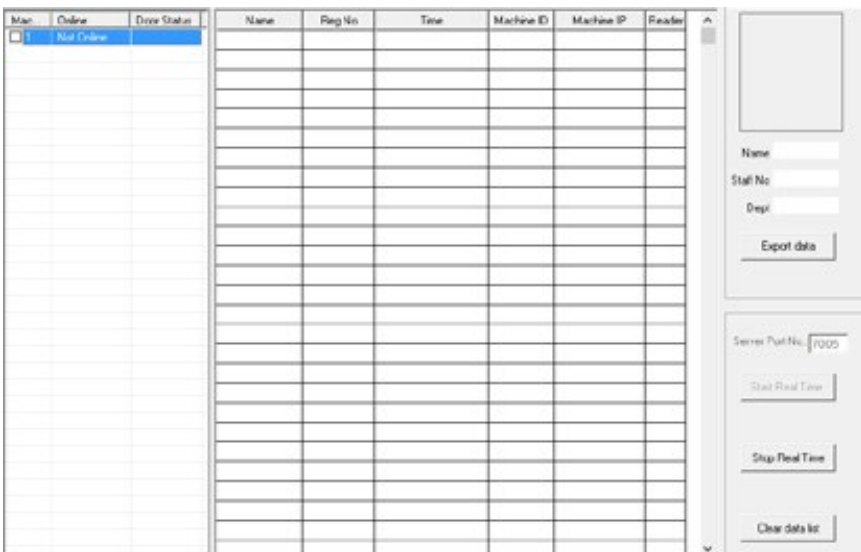 Mac... Online Door Status
1 Not Online
Name Reg No Time Machine ID Machine IP Reader
Name
Staff No
Dept
Export data
Server Port No.. 7005
Start Real Time
Stop Real Time
Clear data list